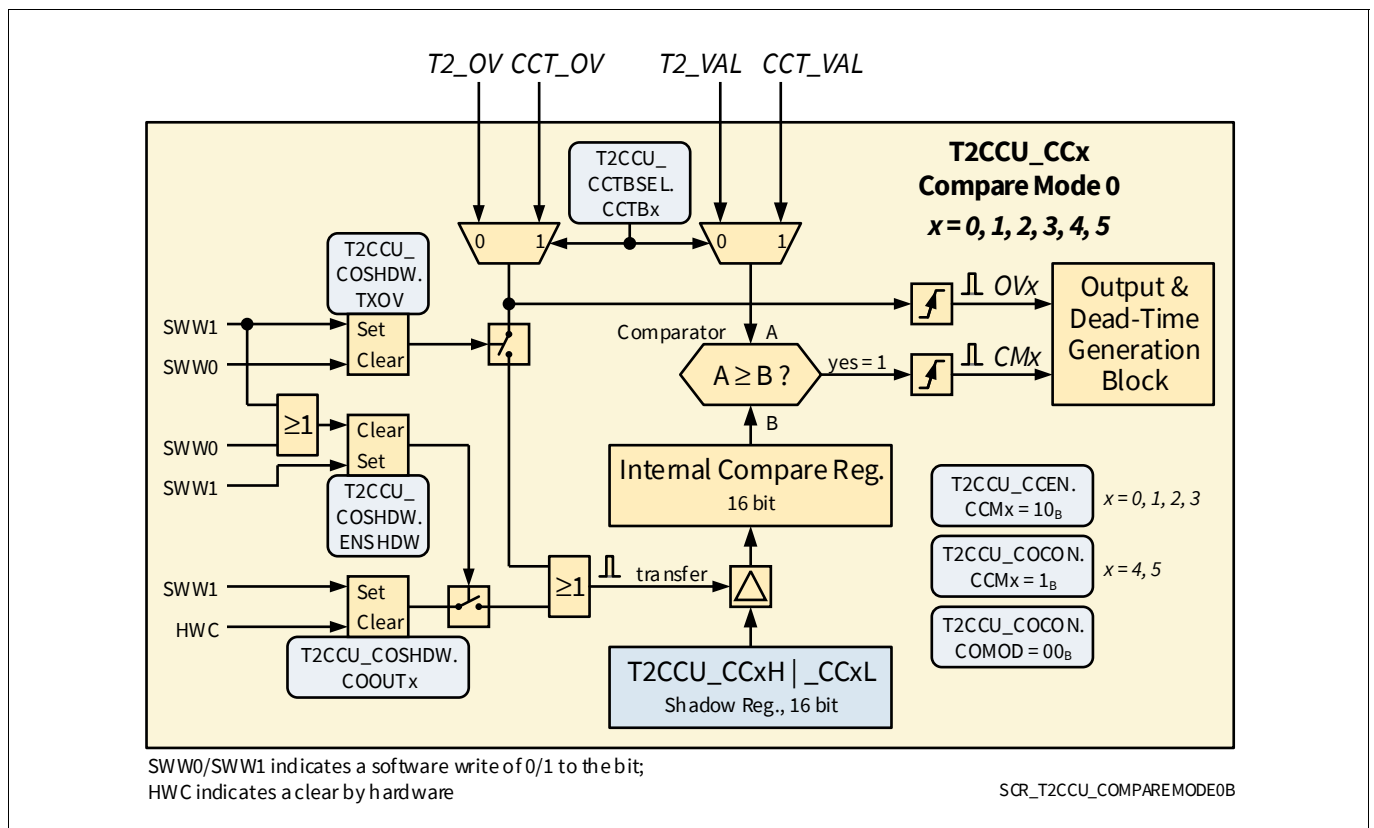 T2_OV CCT_OV T2_VAL CCT_VAL
T2CCU_
CCTBSEL.
CCTBx
T2CCU_CCx
Compare Mode 0
x = 0, 1, 2, 3, 4, 5
0 1
0 1
T2CCU_
COSHDW.
TXOV
SWW1
Set
SWW0
Clear
Comparator
A
A ≥ B ?
yes = 1
B
OVx
CMx
Output &
Dead-Time
Generation
Block
≥1
SWW0
Clear
SWW1
Set
T2CCU_
COSHDW.
ENSHDW
Internal Compare Reg.
16 bit
T2CCU_CCEN.
CCMx = 10B
x = 0, 1, 2, 3
T2CCU_COCON.
CCMx = 1B
x = 4, 5
T2CCU_COCON.
COMOD = 00B
SWW1
Set
HWC
Clear
≥1
transfer
T2CCU_COSHDW.
COOUTx
T2CCU_CCxH | _CCxL
Shadow Reg., 16 bit
SWW0/SWW1 indicates a software write of 0/1 to the bit;
HWC indicates a clear by hardware
SCR_T2CCU_COMPAREMODE0B